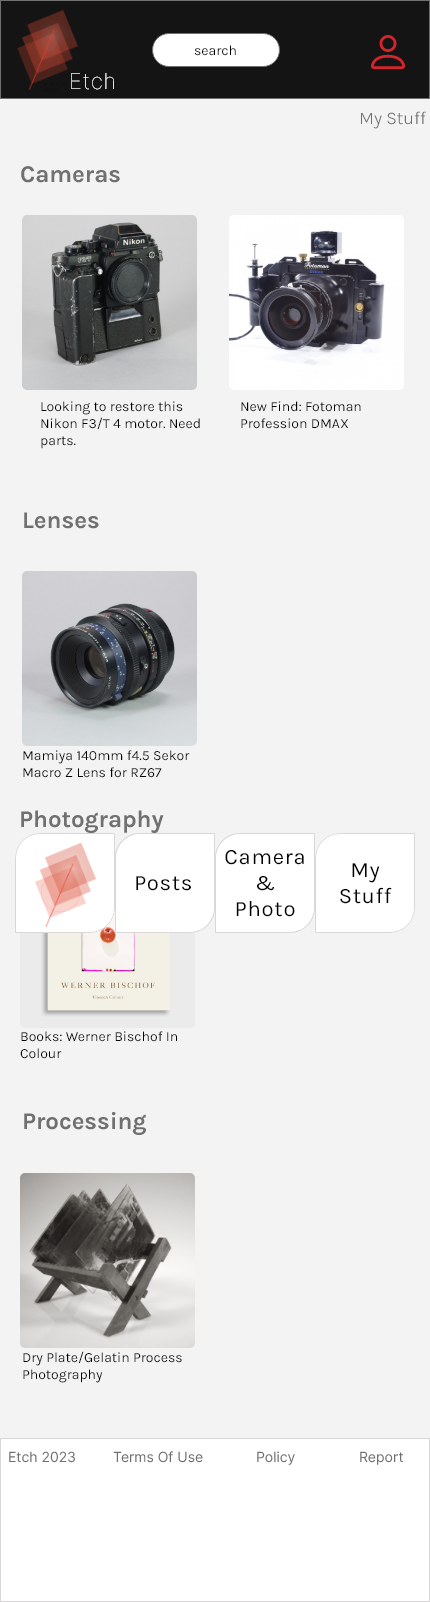 Etch
search
My Stuff
Cameras
Nikon
Fotoman
Looking to restore this
Nikon F3/T 4 motor. Need
parts.
New Find: Fotoman
Profession DMAX
Lenses
Mamiya 140mm f4.5 Sekor
Macro Z Lens for RZ67
Photography
Posts
Camera
&
Photo
My
Stuff
WERNER BISCHOF
Books: Werner Bischof In
Colour
Processing
Dry Plate/Gelatin Process
Photography
Etch 2023
Terms Of Use
Policy
Report